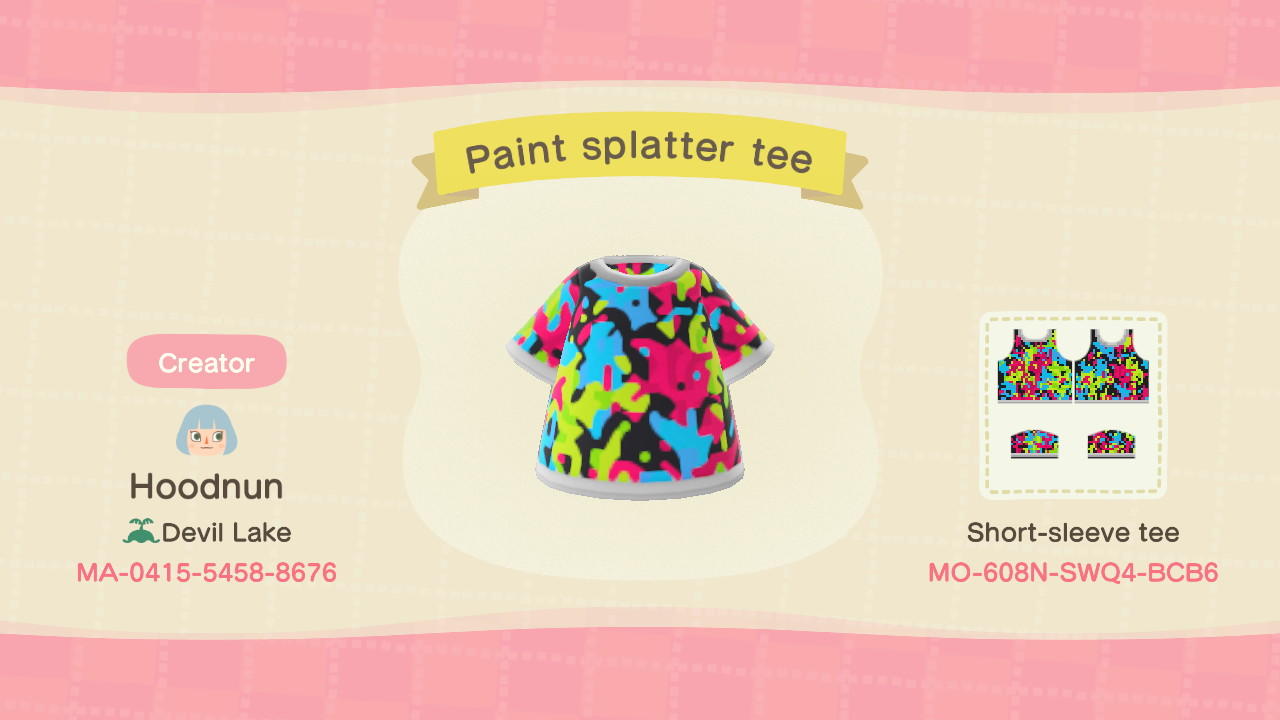 Paint splatter tee
Creator
Hoodnun
Devil Lake
MA-0415-5458-8676
Short-sleeve tee
MO-608N-SWQ4-BCB6